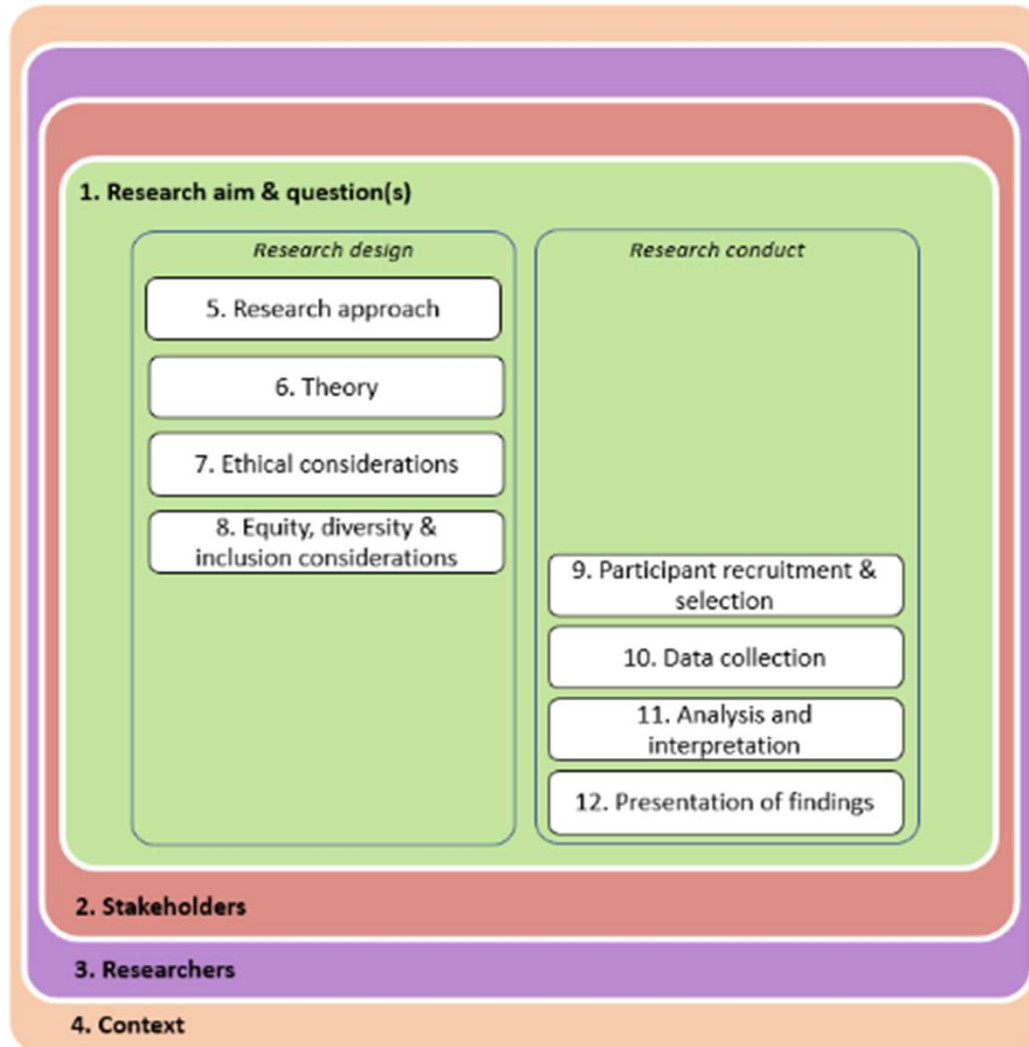 1. Research aim & question(s)
Research design
5. Research approach
6. Theory
7. Ethical considerations
8. Equity, diversity &
inclusion considerations
Research conduct
9. Participant recruitment &
selection
10. Data collection
11. Analysis and
interpretation
12. Presentation of findings
2. Stakeholders
3. Researchers
4. Context